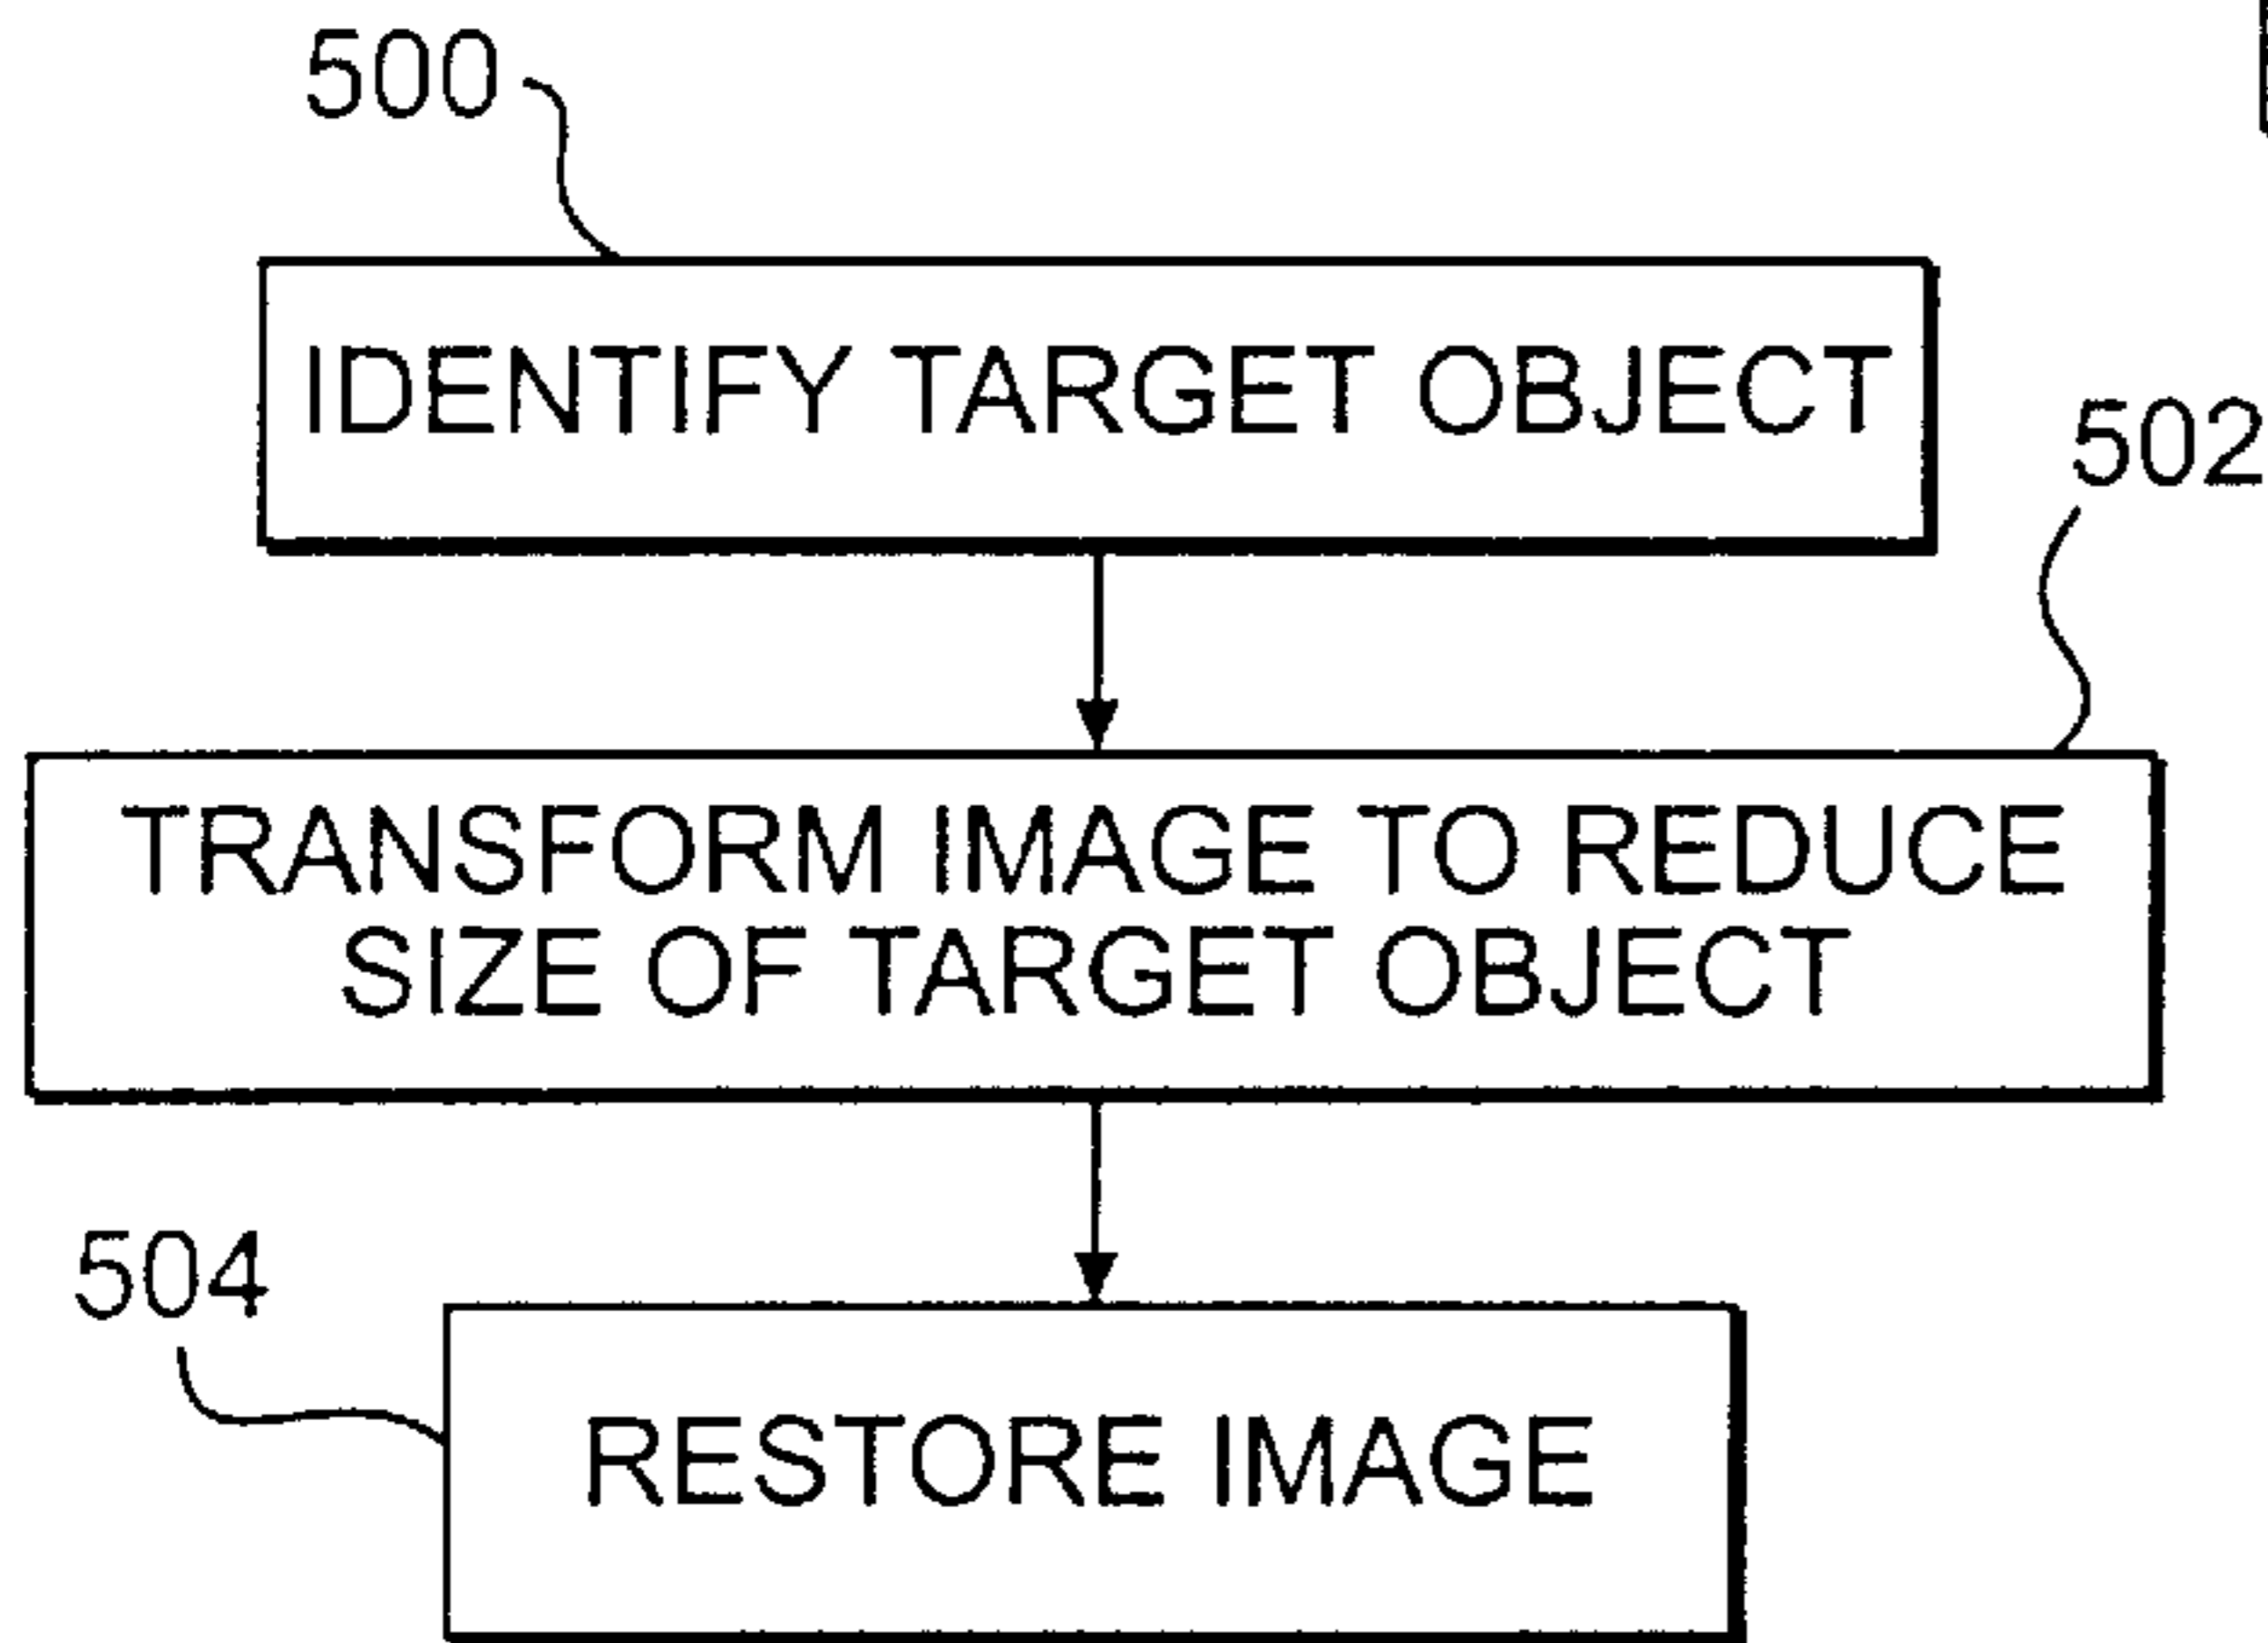 500
IDENTIFY TARGET OBJECT
502
TRANSFORM IMAGE TO REDUCE
SIZE OF TARGET OBJECT
504
RESTORE IMAGE